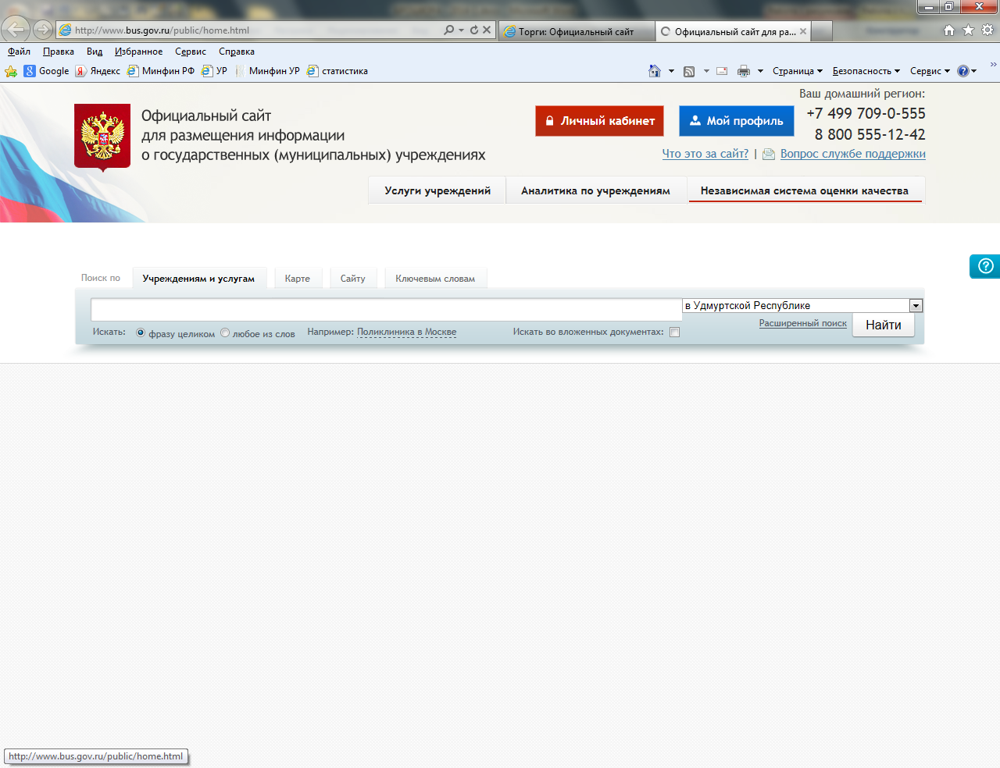 http://www.bus.gov.ru/public/home.html
Торги: Официальный сайт
Официальный сайт для ра...
Файл Правка Вид Избранное Сервис Справка
Google Яндекс Минфин РФ УР Минфин УР статистика
Страница Безопасность Сервис
Ваш домашний регион:
Официальный сайт
для размещения информации
о государственных (муниципальных) учреждениях
Личный кабинет
Мой профиль
+7 499 709-0-555
8 800 555-12-42
Что это за сайт? | Вопрос службе поддержки
Услуги учреждений Аналитика по учреждениям Независимая система оценки качества
Поиск по Учреждениям и услугам Карте Сайту Ключевым словам
в Удмуртской Республике
Искать: фразу целиком любое из слов Например: Поликлиника в Москве Искать во вложенных документах: Расширенный поиск Найти
http://www.bus.gov.ru/public/home.html